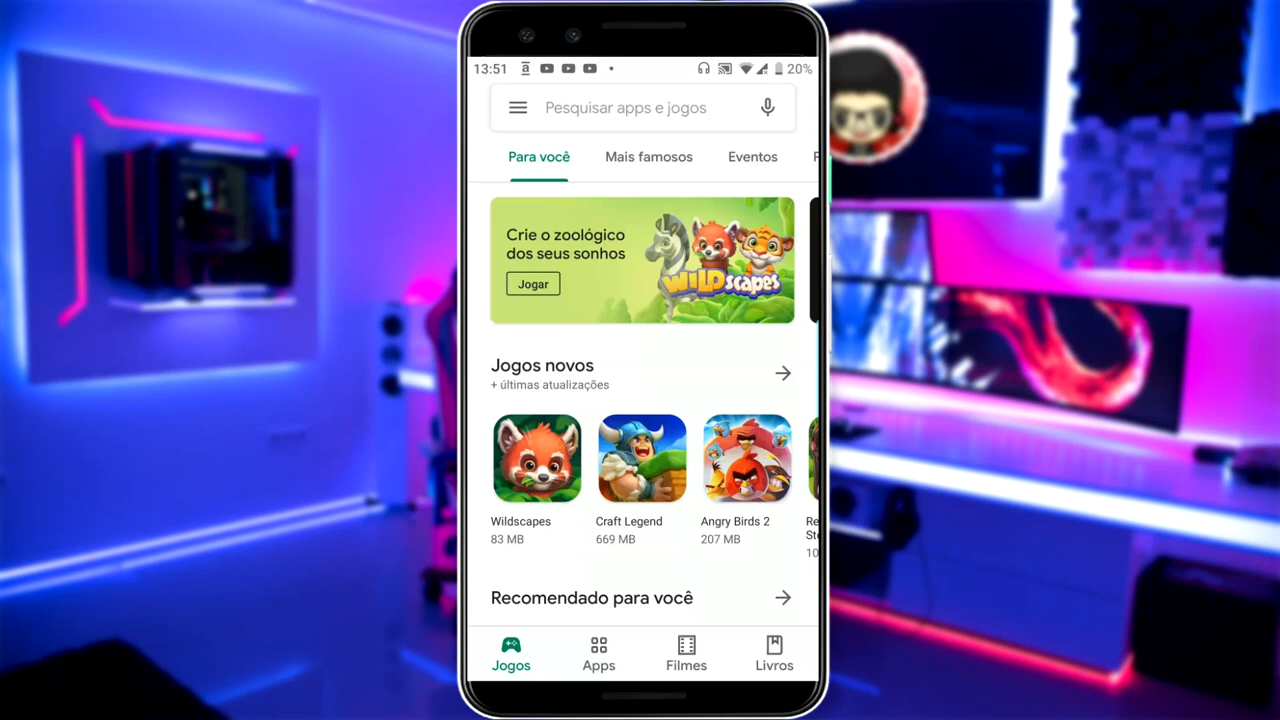 13:51
20%
Pesquisar apps e jogos
Para você
Mais famosos
Eventos
Crie o zoológico
dos seus sonhos
Jogar
WILDscapes
Jogos novos
+ últimas atualizações
Wildscapes
Craft Legend
Angry Birds 2
83 MB
669 MB
207 MB
Recomendado para você
Jogos
Apps
Filmes
Livros